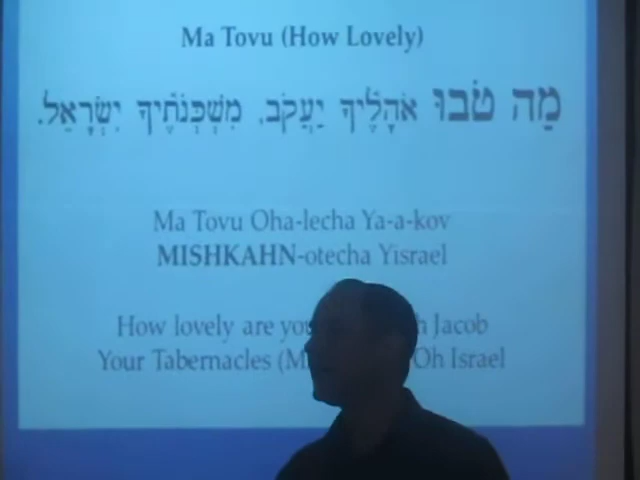 Ma Tovu (How Lovely)
מַה טֹּבוּ אֹהָלֶיךָ יַעֲקֹב, מִשְׁכְּנֹתֶיךָ יִשְׂרָאֵל.
Ma Tovu Oha-lecha Ya-a-kov
MISHKAHN-otecha Yisrael
How lovely are Jacob
Your Tabernacles Oh Israel